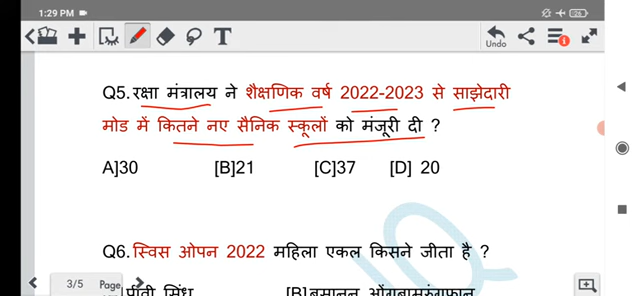 1:29 PM
26
T
Undo
Q5. रक्षा मंत्रालय ने शैक्षणिक वर्ष 2022-2023 से साझेदारी
मोड में कितने नए सैनिक स्कूलों को मंजूरी दी ?
A]30 [B]21 [C]37 [D] 20
Q6. स्विस ओपन 2022 महिला एकल किसने जीता है ?
3/5 Page
पीवी सिंधु [B]